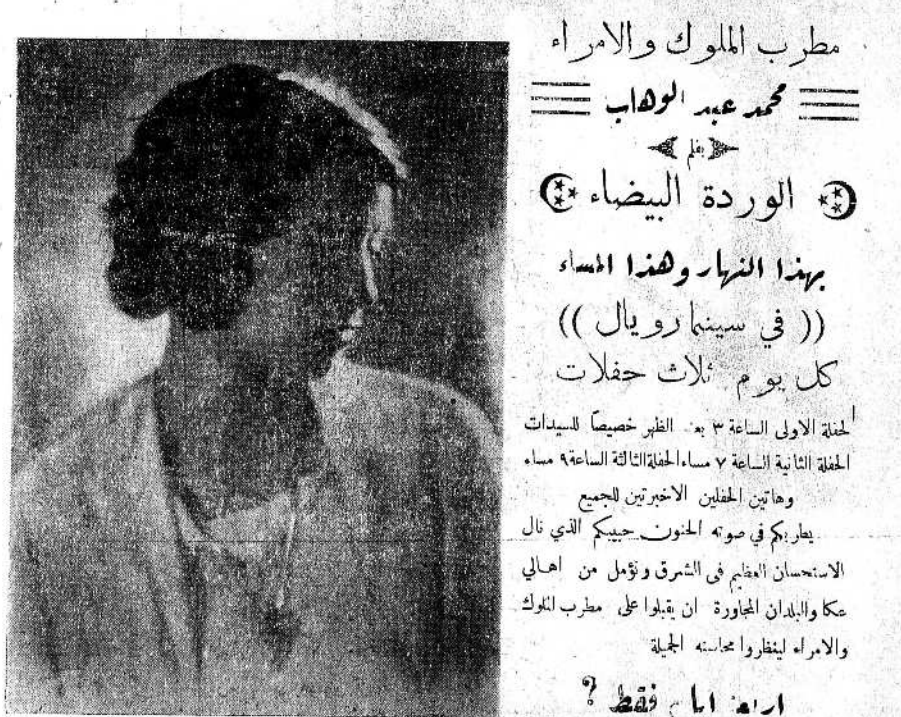 مطرب الملوك والامراء
محمد عبد الوهاب
بفلم
الوردة البيضاء
بهذا النهار وهذا المساء
(( في سينما رويال ))
كل يوم ثلاث حفلات
لحفلة الاولى الساعة ٣ بعد الظهر خصيصاً للسيدات
الحفلة الثانية الساعة ٧ مساء الحفلة الثالثة الساعة ٩ مساء
وهاتين الحفلين الاخيرتين للجميع
يطربكم في صوته الحنون حبيبكم الذي نال
الاستحسان العظيم في الشرق ونؤمل من اهالي
عكا والبلدان المجاورة ان يقبلوا على مطرب الملوك
والامراء لينظروا محاسنه الجميلة
اربعة ايام فقط ?